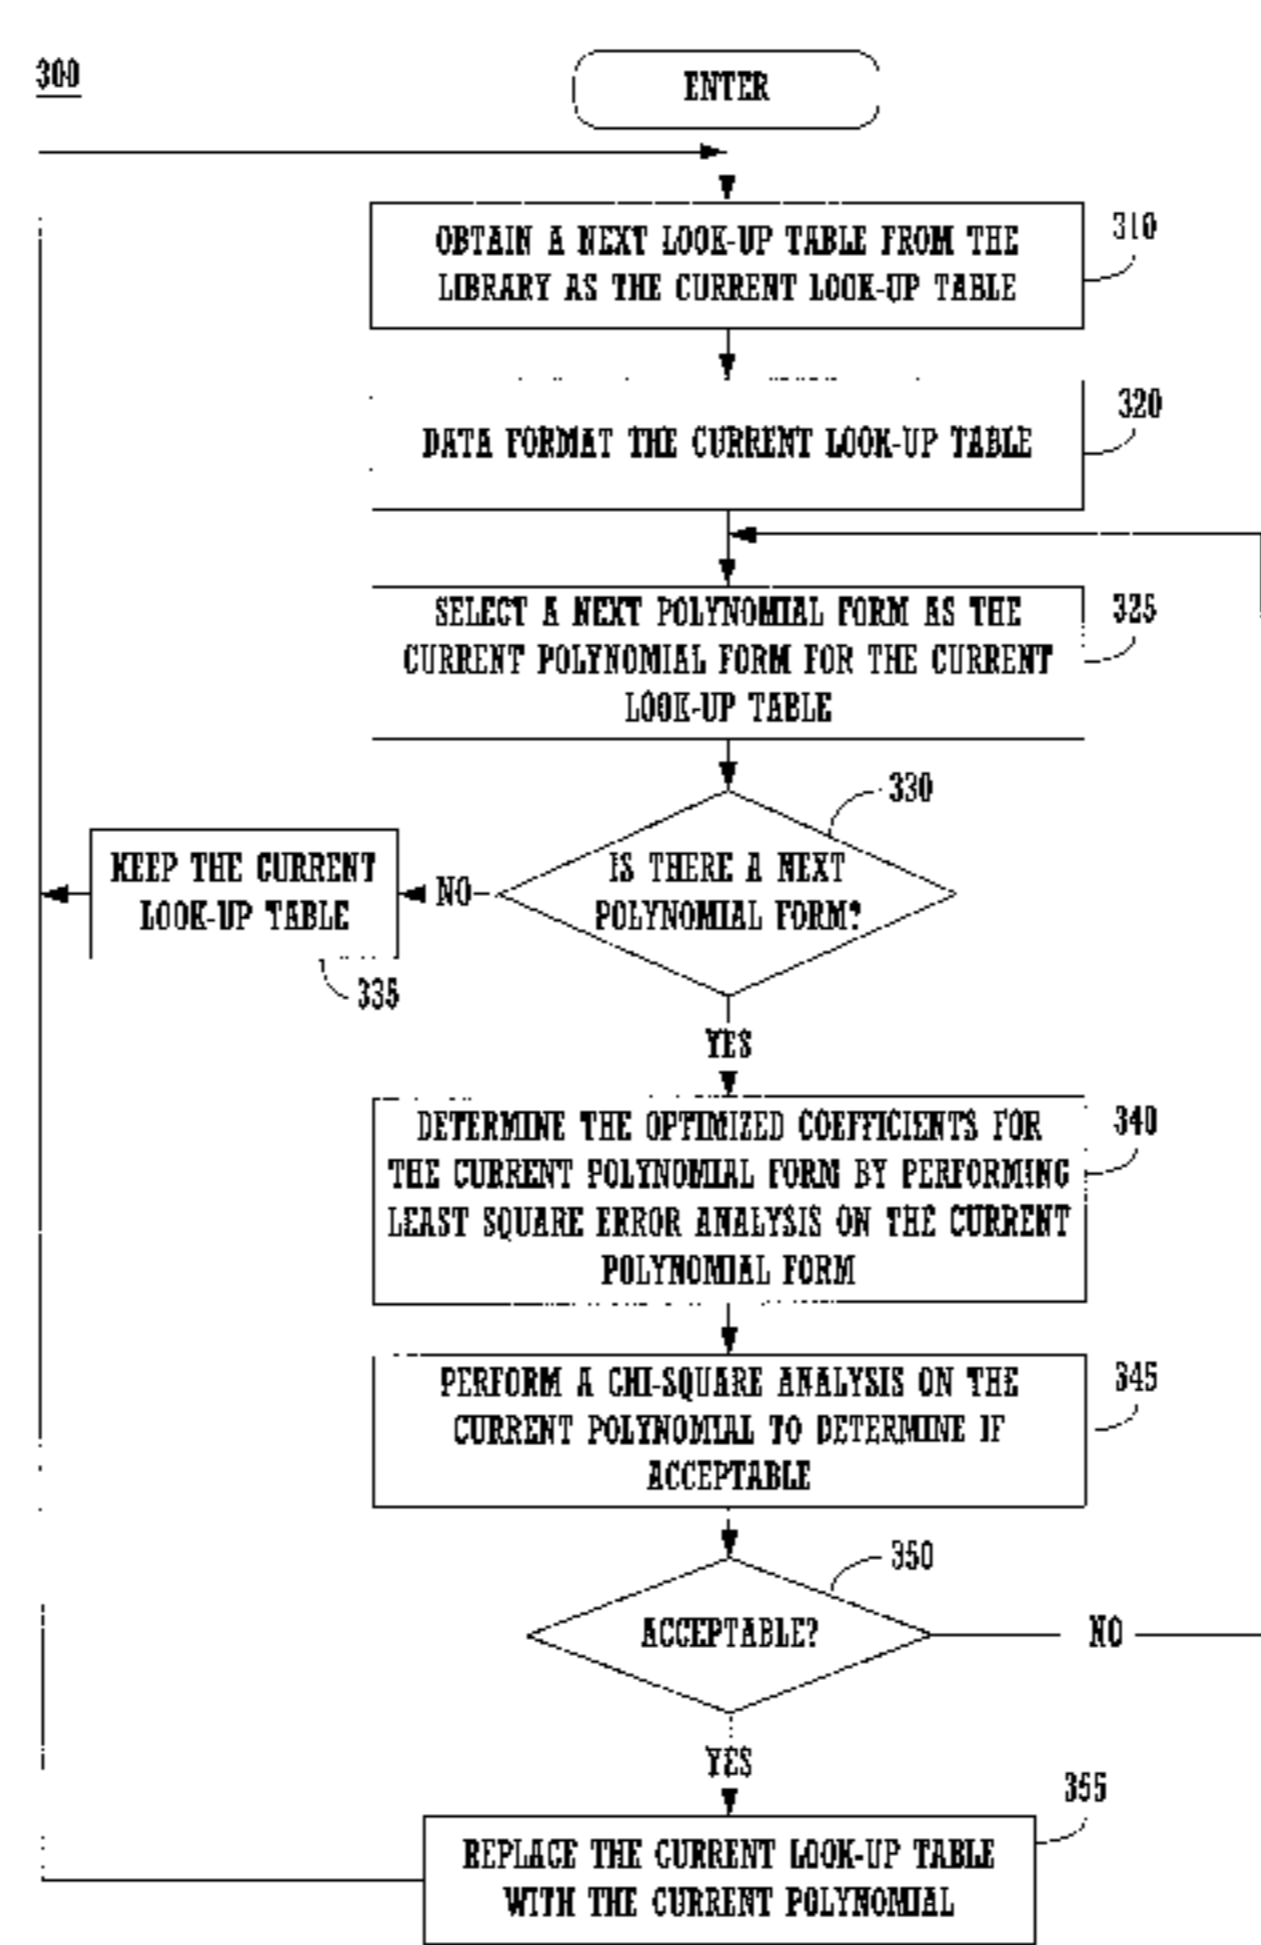 300
ENTER
OBTAIN A NEXT LOOK-UP TABLE FROM THE
LIBRARY AS THE CURRENT LOOK-UP TABLE
310
DATA FORMAT THE CURRENT LOOK-UP TABLE
320
SELECT A NEXT POLYNOMIAL FORM AS THE
CURRENT POLYNOMIAL FORM FOR THE CURRENT
LOOK-UP TABLE
325
330
IS THERE A NEXT
POLYNOMIAL FORM?
NO
KEEP THE CURRENT
LOOK-UP TABLE
335
YES
DETERMINE THE OPTIMIZED COEFFICIENTS FOR
THE CURRENT POLYNOMIAL FORM BY PERFORMING
LEAST SQUARE ERROR ANALYSIS ON THE CURRENT
POLYNOMIAL FORM
340
PERFORM A CHI-SQUARE ANALYSIS ON THE
CURRENT POLYNOMIAL TO DETERMINE IF
ACCEPTABLE
345
350
ACCEPTABLE?
NO
YES
355
REPLACE THE CURRENT LOOK-UP TABLE
WITH THE CURRENT POLYNOMIAL